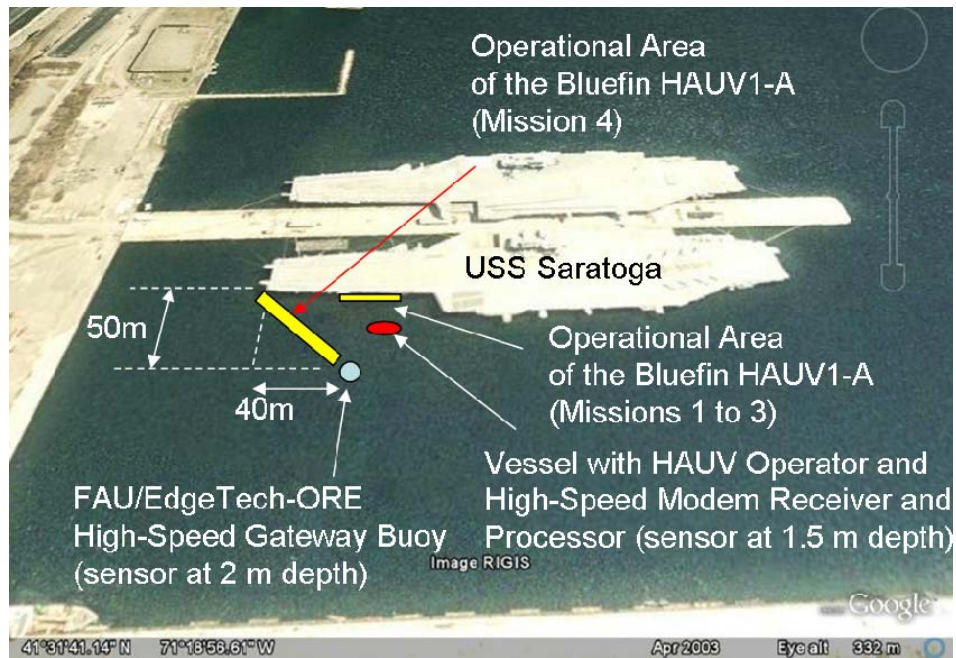 Operational Area
of the Bluefin HAUV1-A
(Mission 4)
USS Saratoga
50m
40m
Operational Area
of the Bluefin HAUV1-A
(Missions 1 to 3)
Vessel with HAUV Operator and
High-Speed Modem Receiver and
Processor (sensor at 1.5 m depth)
FAU/EdgeTech-ORE
High-Speed Gateway Buoy
(sensor at 2 m depth)
Image RIGIS
Google
41°31'41.14" N 71°18'56.61" W Apr 2003 Eye alt 332 m